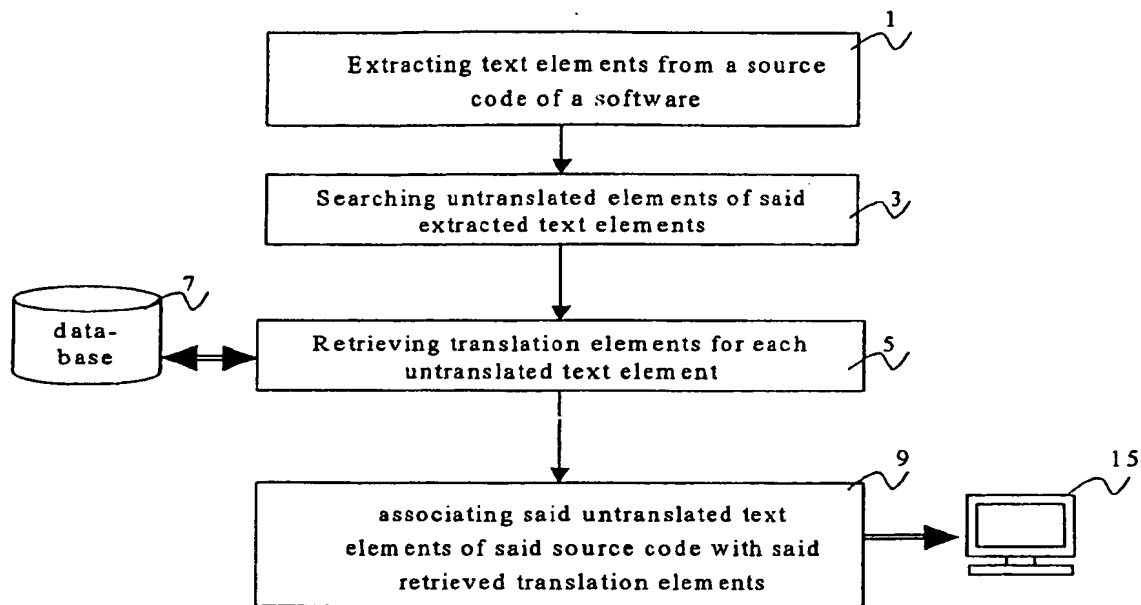 1
Extracting text elements from a source
code of a software
Searching untranslated elements of said
extracted text elements
3
7
data-
base
Retrieving translation elements for each
untranslated text element
5
9
associating said untranslated text
elements of said source code with said
retrieved translation elements
15